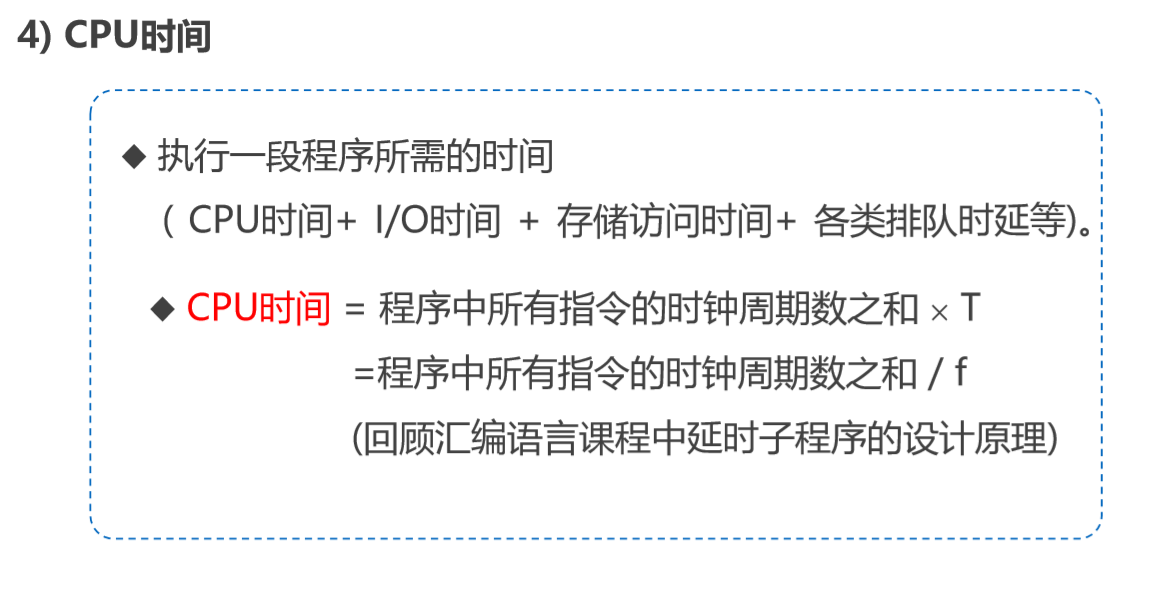 4) CPU时间
◆ 执行一段程序所需的时间
( CPU时间+ I/O时间 + 存储访问时间+ 各类排队时延等)。
◆ CPU时间 = 程序中所有指令的时钟周期数之和 × T
=程序中所有指令的时钟周期数之和 / f
(回顾汇编语言课程中延时子程序的设计原理)